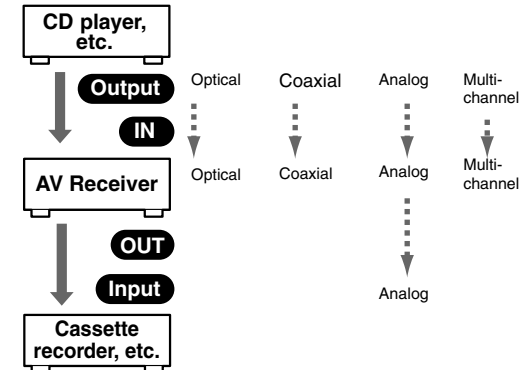 CD player,
etc.
Output
Optical
Coaxial
Analog
Multi-
channel
IN
AV Receiver
Optical
Coaxial
Analog
Multi-
channel
OUT
Input
Analog
Cassette
recorder, etc.